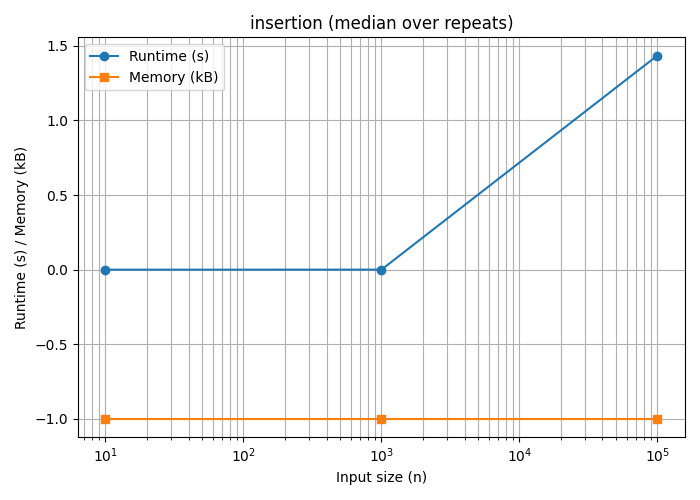 insertion (median over repeats)
Runtime (s)
Memory (kB)
1.5
1.0
0.5
0.0
−0.5
−1.0
Runtime (s) / Memory (kB)
10¹
10²
10³
10⁴
10⁵
Input size (n)